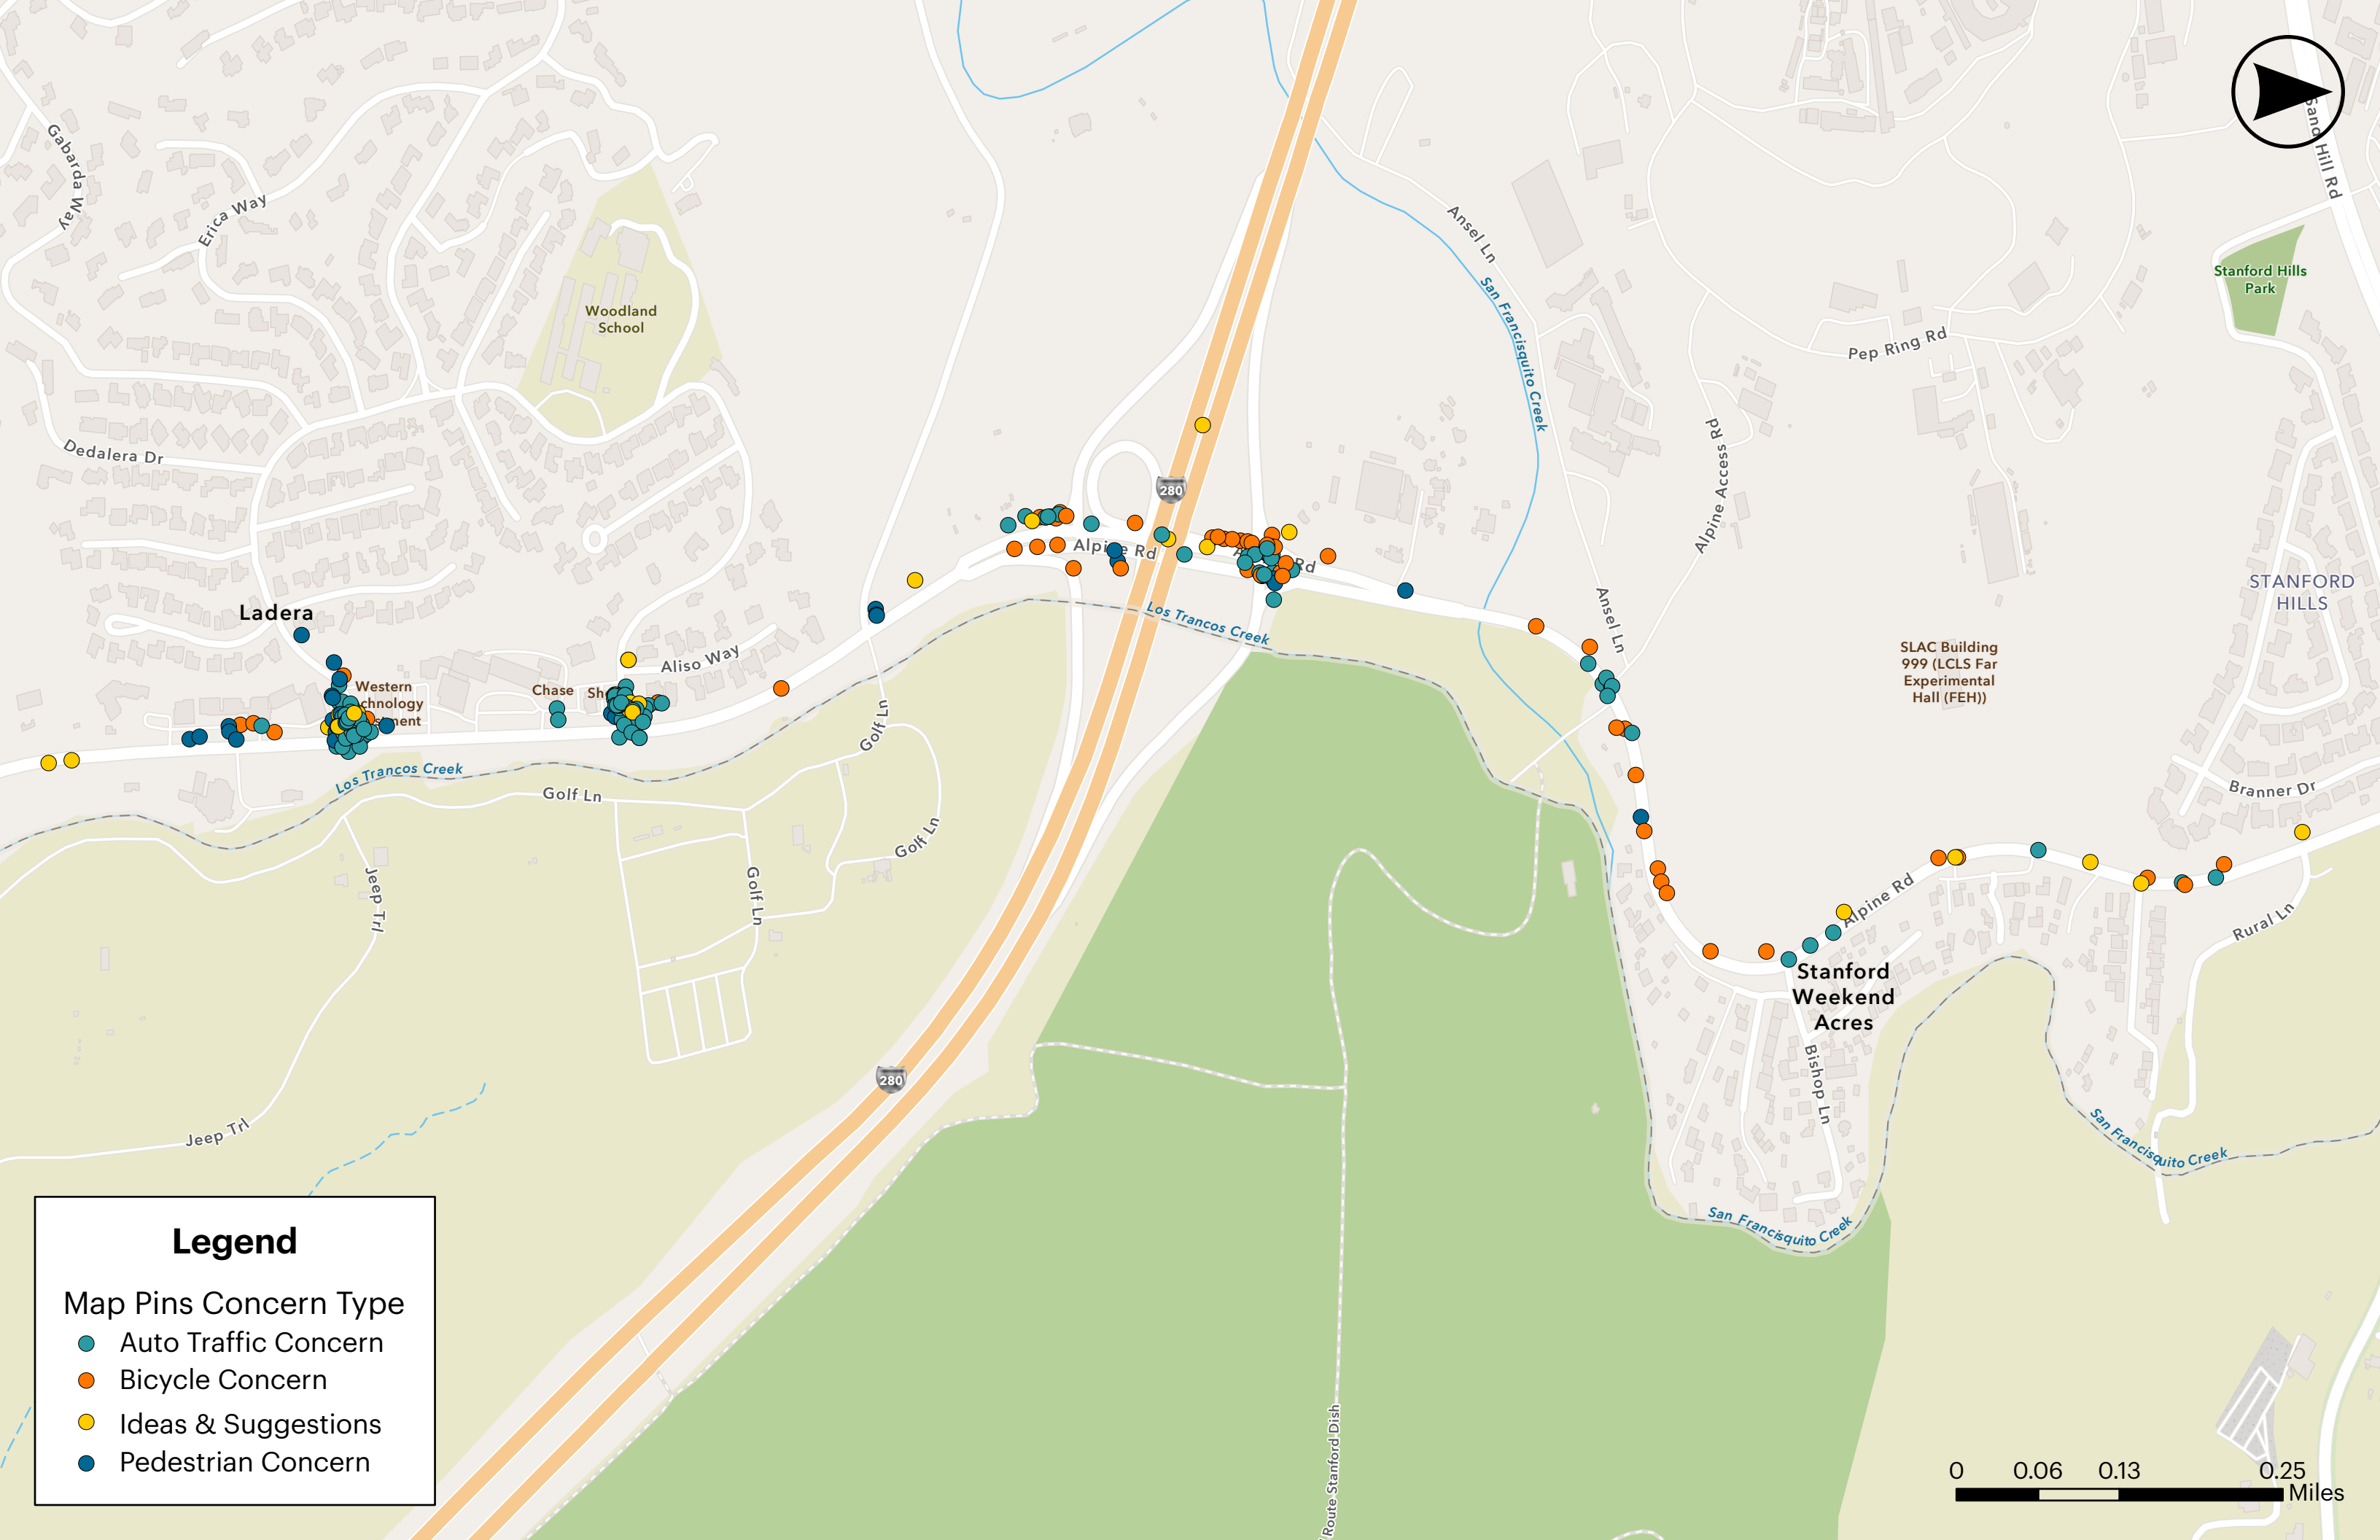 Sand Hill Rd
Gabarda Way
Erica Way
Ansel Ln
Stanford Hills
Park
San Francisquito Creek
Woodland
School
Pep Ring Rd
Dedalera Dr
Alpine Access Rd
280
Alpine Rd
Rd
STANFORD
HILLS
Ansel Ln
Ladera
Los Trancos Creek
SLAC Building
999 (LCLS Far
Experimental
Hall (FEH))
Aliso Way
Western
Chase
Golf Ln
Los Trancos Creek
Golf Ln
Branner Dr
Golf Ln
Golf Ln
Jeep Trl
Alpine Rd
Rural Ln
Stanford
Weekend
Acres
280
Bishop Ln
Jeep Trl
San Francisquito Creek
San Francisquito Creek
Route Stanford Dish
Legend
Map Pins Concern Type
Auto Traffic Concern
Bicycle Concern
Ideas & Suggestions
Pedestrian Concern
0 0.06 0.13 0.25
Miles